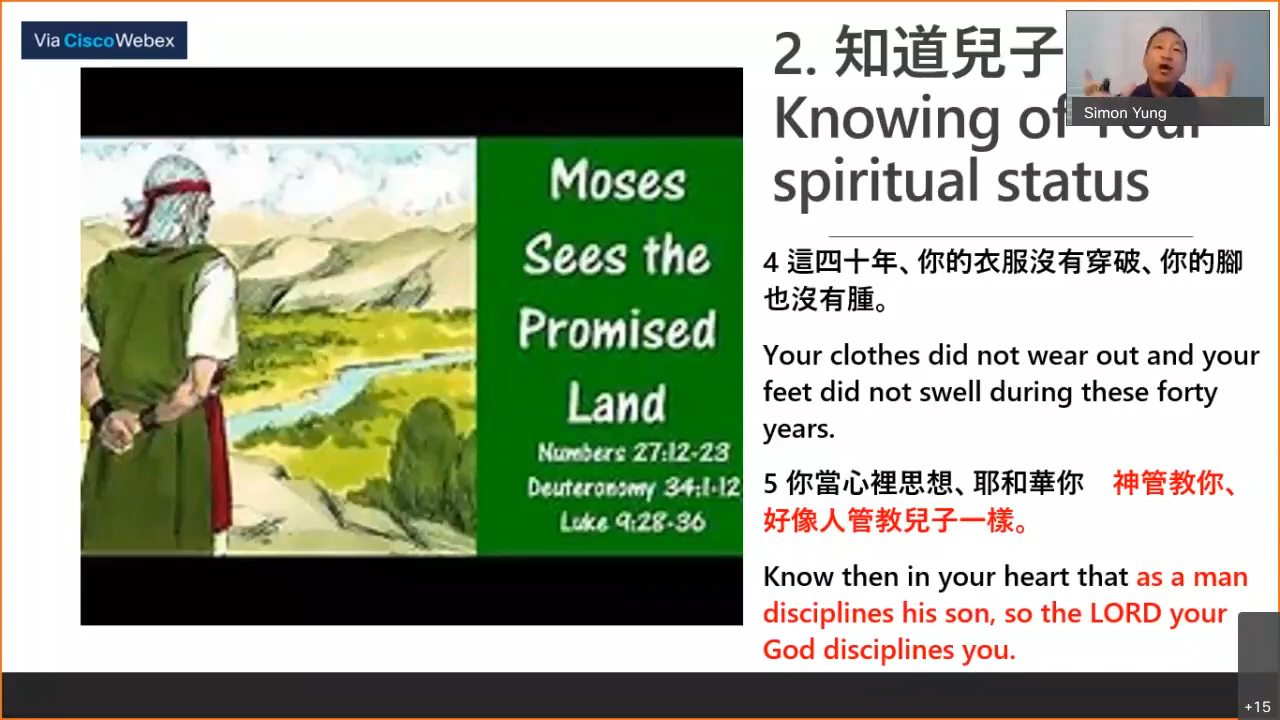 Via Cisco Webex
Moses
Sees the
Promised
Land
Numbers 27:12-23
Deuteronomy 34:1-12
Luke 9:28-36
2. 知道兒子
Knowing of Your
spiritual status
Simon Yung
4 這四十年、你的衣服沒有穿破、你的腳
也沒有腫。
Your clothes did not wear out and your
feet did not swell during these forty
years.
5 你當心裡思想、耶和華你 神管教你、
好像人管教兒子一樣。
Know then in your heart that as a man
disciplines his son, so the LORD your
God disciplines you.
+15